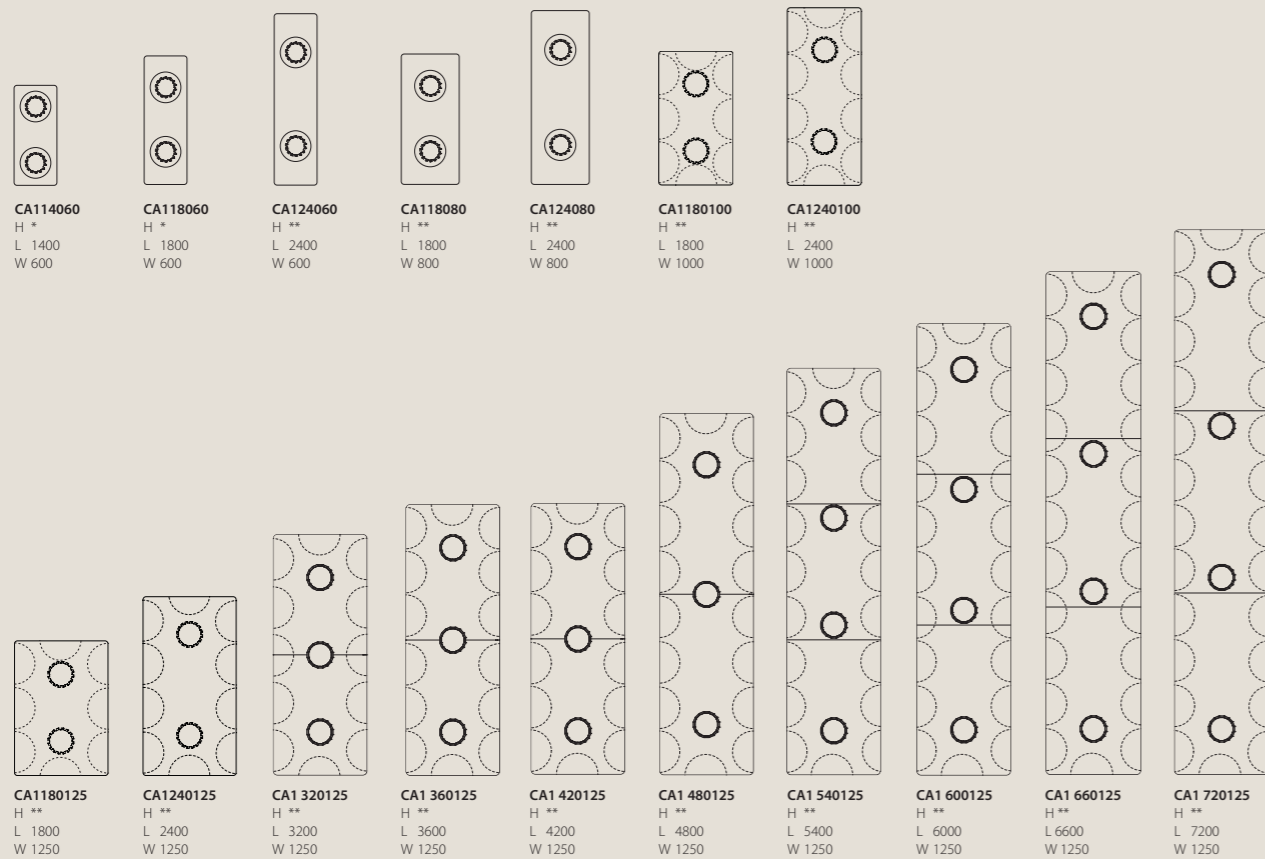 CA114060
H *
L 1400
W 600
CA118060
H *
L 1800
W 600
CA124060
H **
L 2400
W 600
CA118080
H **
L 1800
W 800
CA124080
H **
L 2400
W 800
CA1180100
H **
L 1800
W 1000
CA1240100
H **
L 2400
W 1000
CA1180125
H **
L 1800
W 1250
CA1240125
H **
L 2400
W 1250
CA1 320125
H **
L 3200
W 1250
CA1 360125
H **
L 3600
W 1250
CA1 420125
H **
L 4200
W 1250
CA1 480125
H **
L 4800
W 1250
CA1 540125
H **
L 5400
W 1250
CA1 600125
H **
L 6000
W 1250
CA1 660125
H **
L 6600
W 1250
CA1 720125
H **
L 7200
W 1250